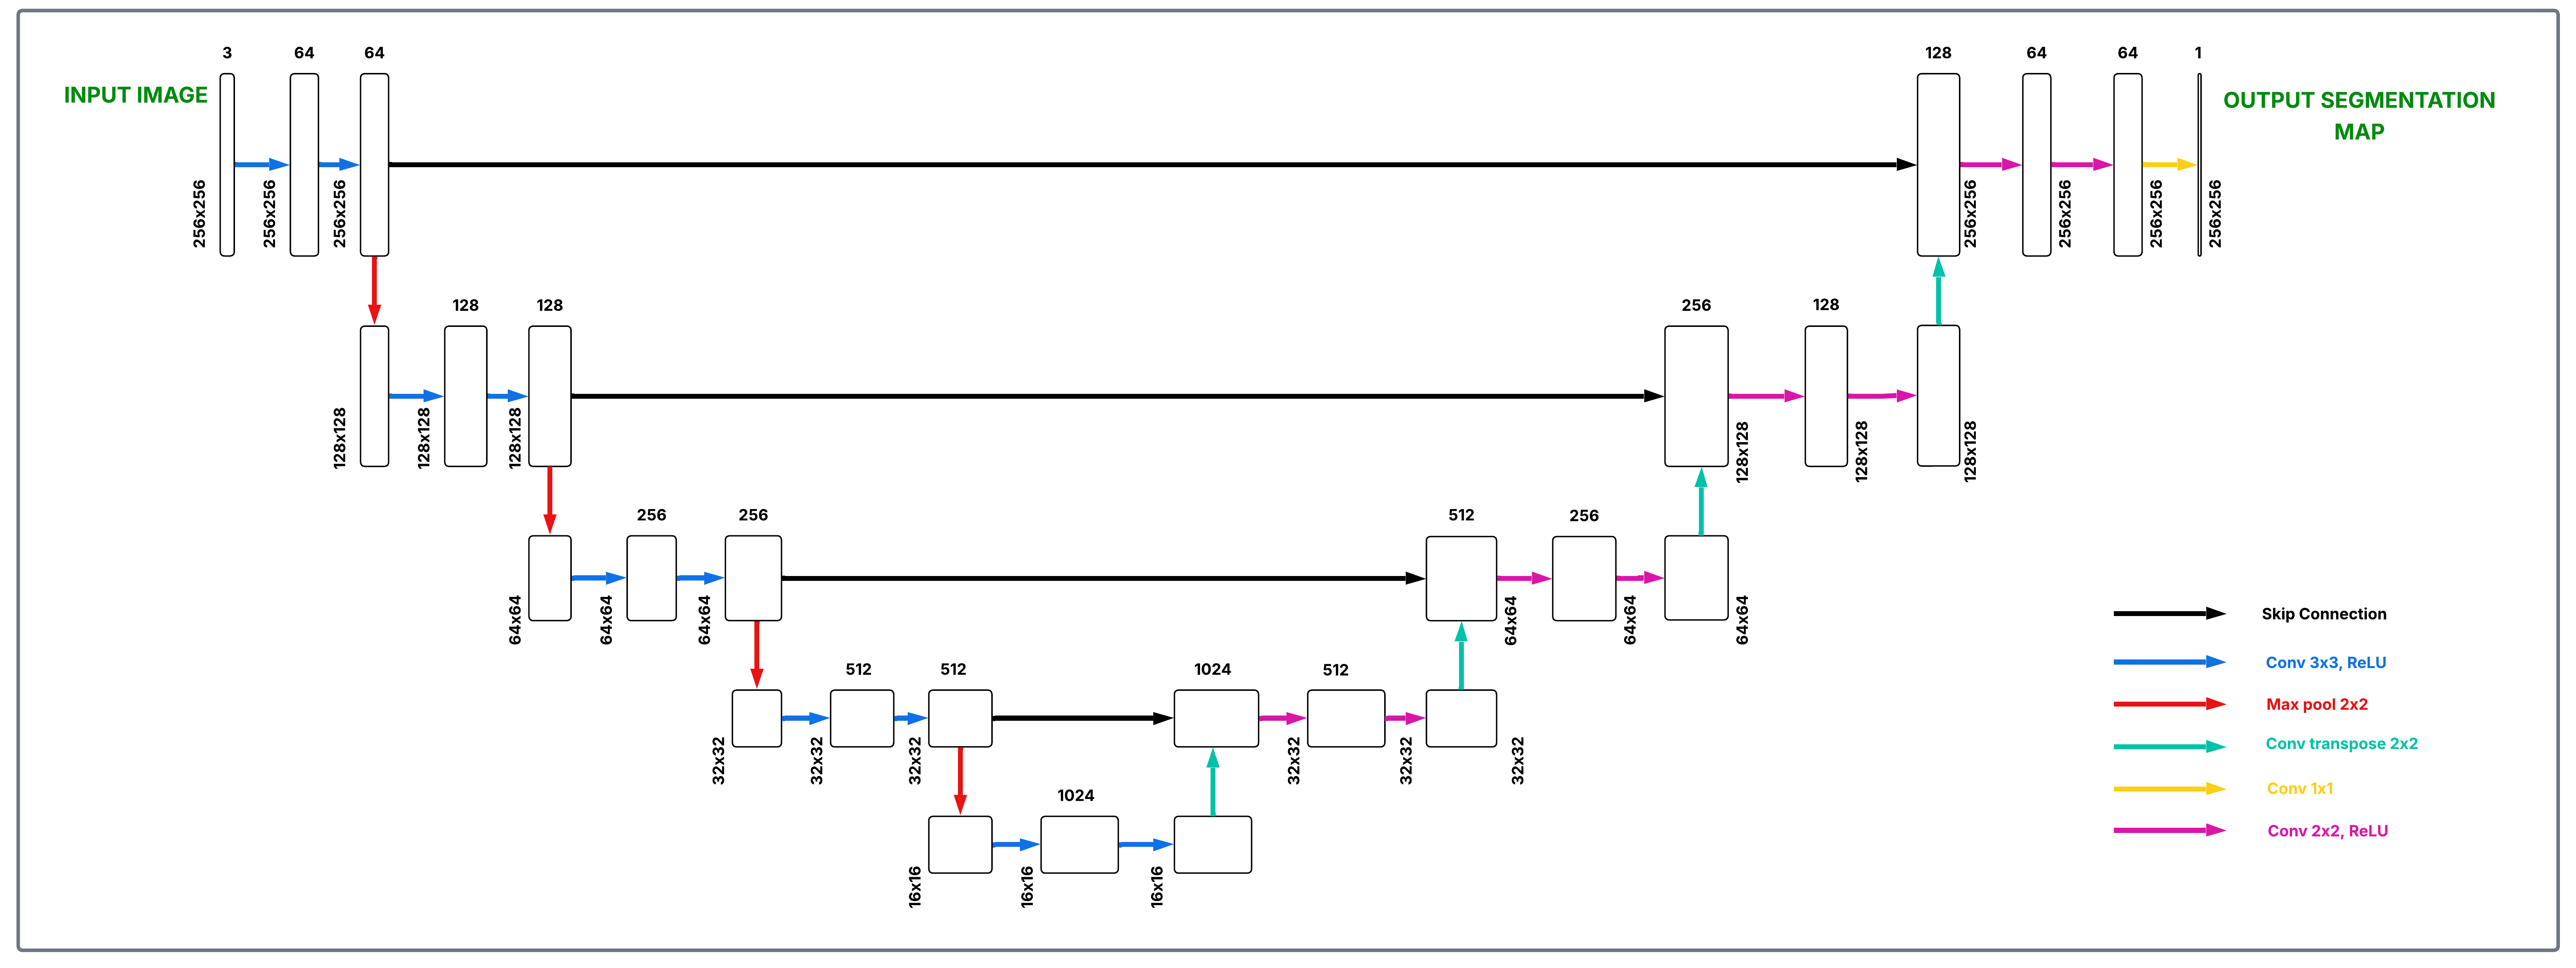 3
64
64
128
64
64
1
INPUT IMAGE
OUTPUT SEGMENTATION
MAP
256x256
256x256
256x256
256x256
256x256
256x256
256x256
128
128
256
128
128x128
128x128
128x128
128x128
128x128
128x128
256
256
512
256
64x64
64x64
64x64
64x64
64x64
64x64
512
512
1024
512
32x32
32x32
32x32
32x32
32x32
32x32
1024
16x16
16x16
16x16
Skip Connection
Conv 3x3, ReLU
Max pool 2x2
Conv transpose 2x2
Conv 1x1
Conv 2x2, ReLU